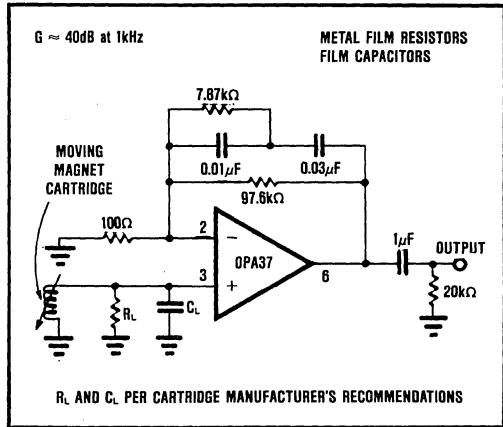 G ≈ 40dB at 1kHz
METAL FILM RESISTORS
FILM CAPACITORS
7.87kΩ
MOVING
MAGNET
CARTRIDGE
0.01µF
0.03µF
97.6kΩ
100Ω
2
−
3
+
OPA37
6
1µF
OUTPUT
20kΩ
RL
CL
RL AND CL PER CARTRIDGE MANUFACTURER'S RECOMMENDATIONS